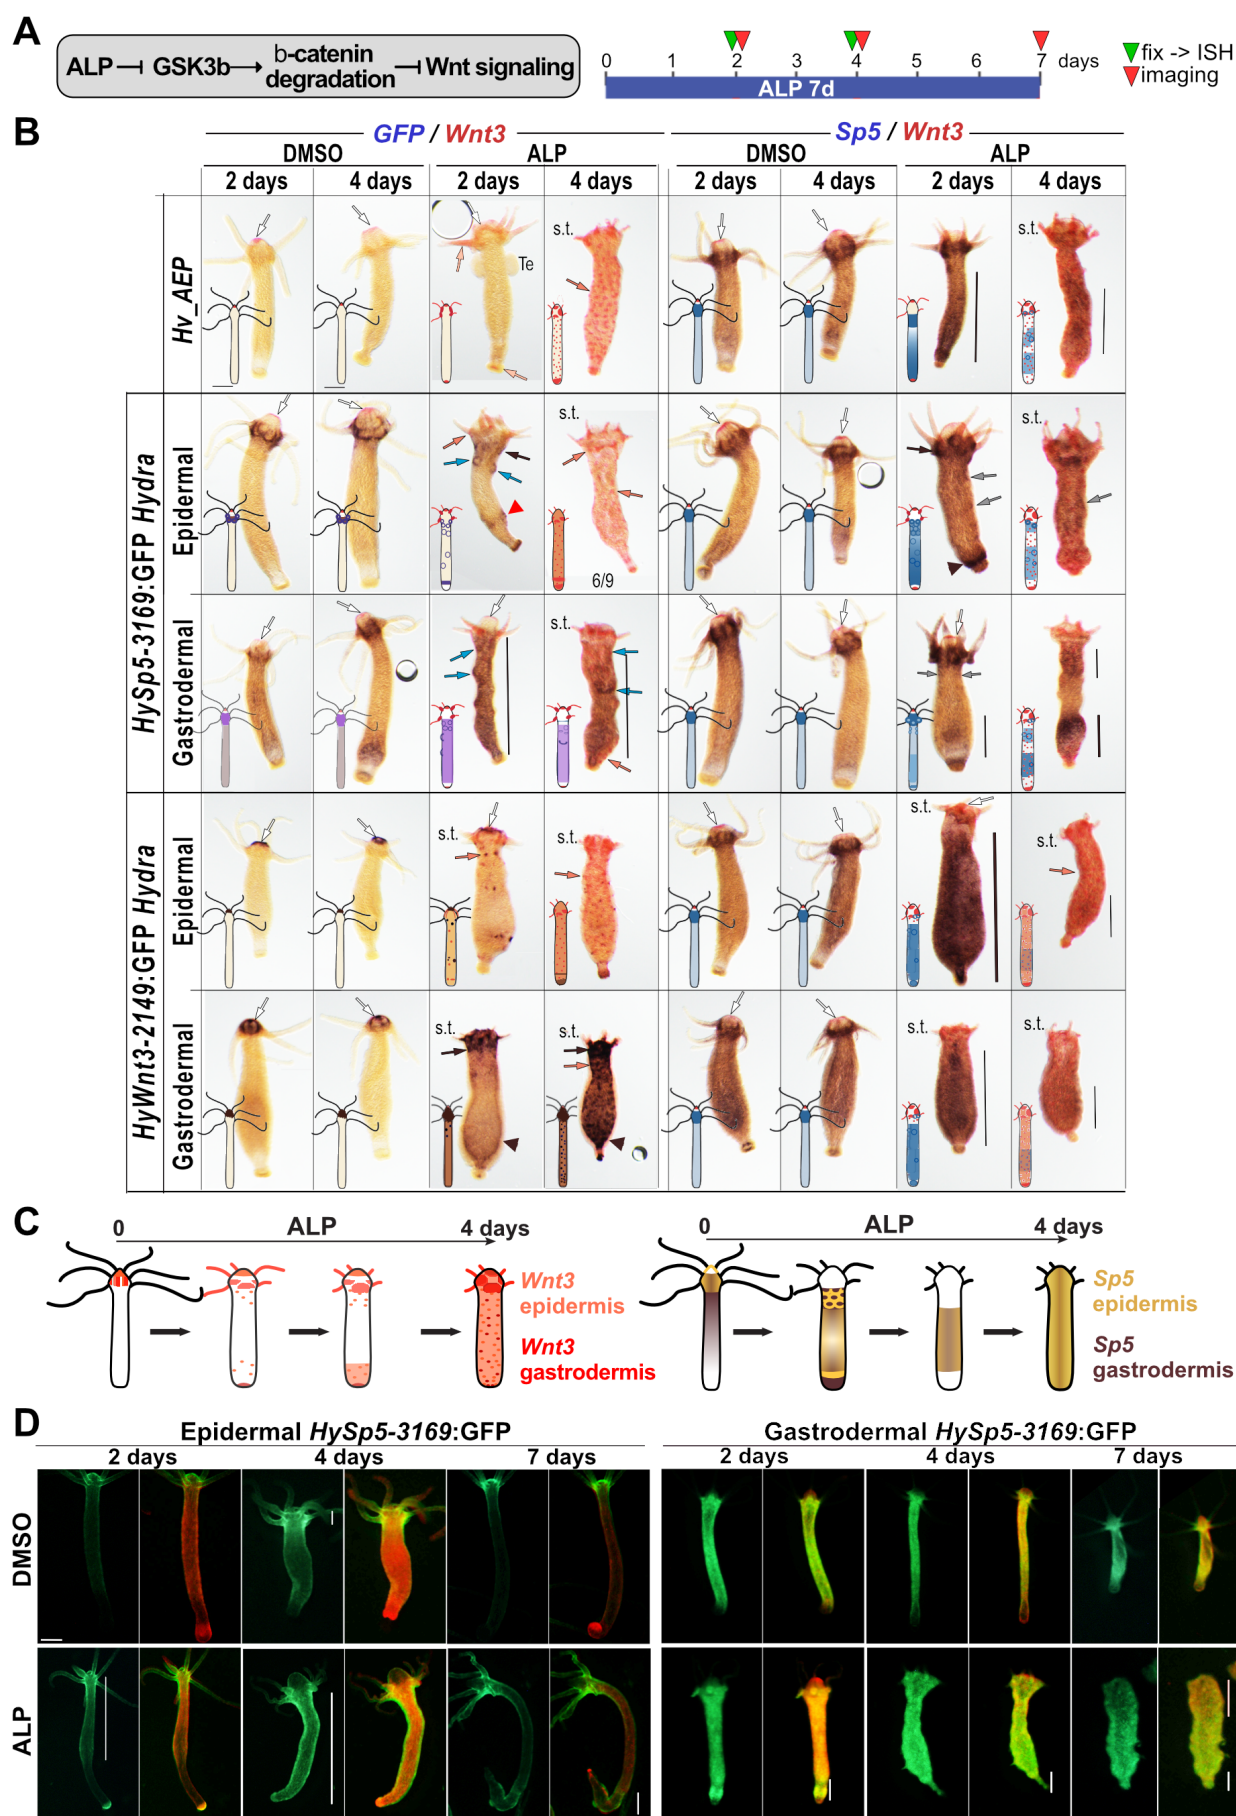 A
ALP ⊣ GSK3b → b-catenin degradation ⊣ Wnt signaling
0 1 2 3 4 5 6 7 days
ALP 7d
fix -> ISH
imaging
B
GFP / Wnt3 Sp5 / Wnt3
DMSO ALP DMSO ALP
2 days 4 days 2 days 4 days 2 days 4 days 2 days 4 days
Hv_AEP
s.t. s.t.
Te
HySp5-3169:GFP Hydra
Epidermal
s.t. s.t.
6/9
Gastrodermal
s.t.
HyWnt3-2149:GFP Hydra
Epidermal
s.t. s.t. s.t. s.t.
Gastrodermal
s.t. s.t. s.t. s.t.
C
0 ALP 4 days
Wnt3
epidermis
Wnt3
gastrodermis
0 ALP 4 days
Sp5
epidermis
Sp5
gastrodermis
D
Epidermal HySp5-3169:GFP Gastrodermal HySp5-3169:GFP
2 days 4 days 7 days 2 days 4 days 7 days
DMSO
ALP